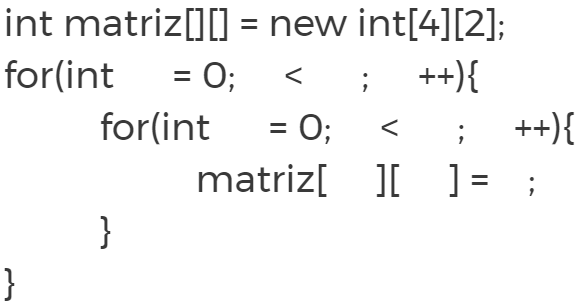 int matriz[][] = new int[4][2];
for(int = 0; < ; ++){
for(int = 0; < ; ++){
matriz[ ][ ] = ;
}
}